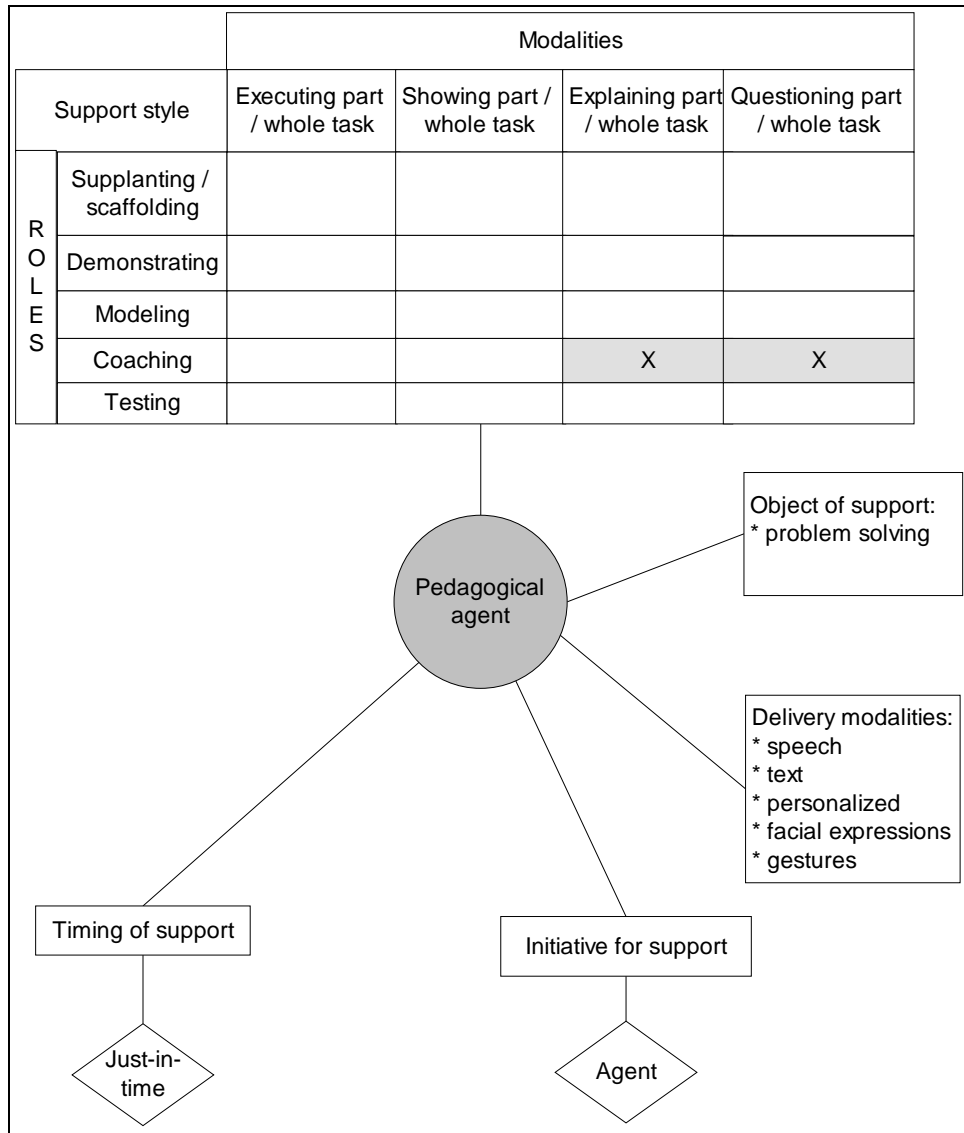 Modalities
Support style
Executing part
/ whole task
Showing part /
whole task
Explaining part
/ whole task
Questioning part
/ whole task
R
O
L
E
S
Supplanting /
scaffolding
Demonstrating
Modeling
Coaching
X
X
Testing
Pedagogical
agent
Object of support:
* problem solving
Delivery modalities:
* speech
* text
* personalized
* facial expressions
* gestures
Timing of support
Initiative for support
Just-in-
time
Agent